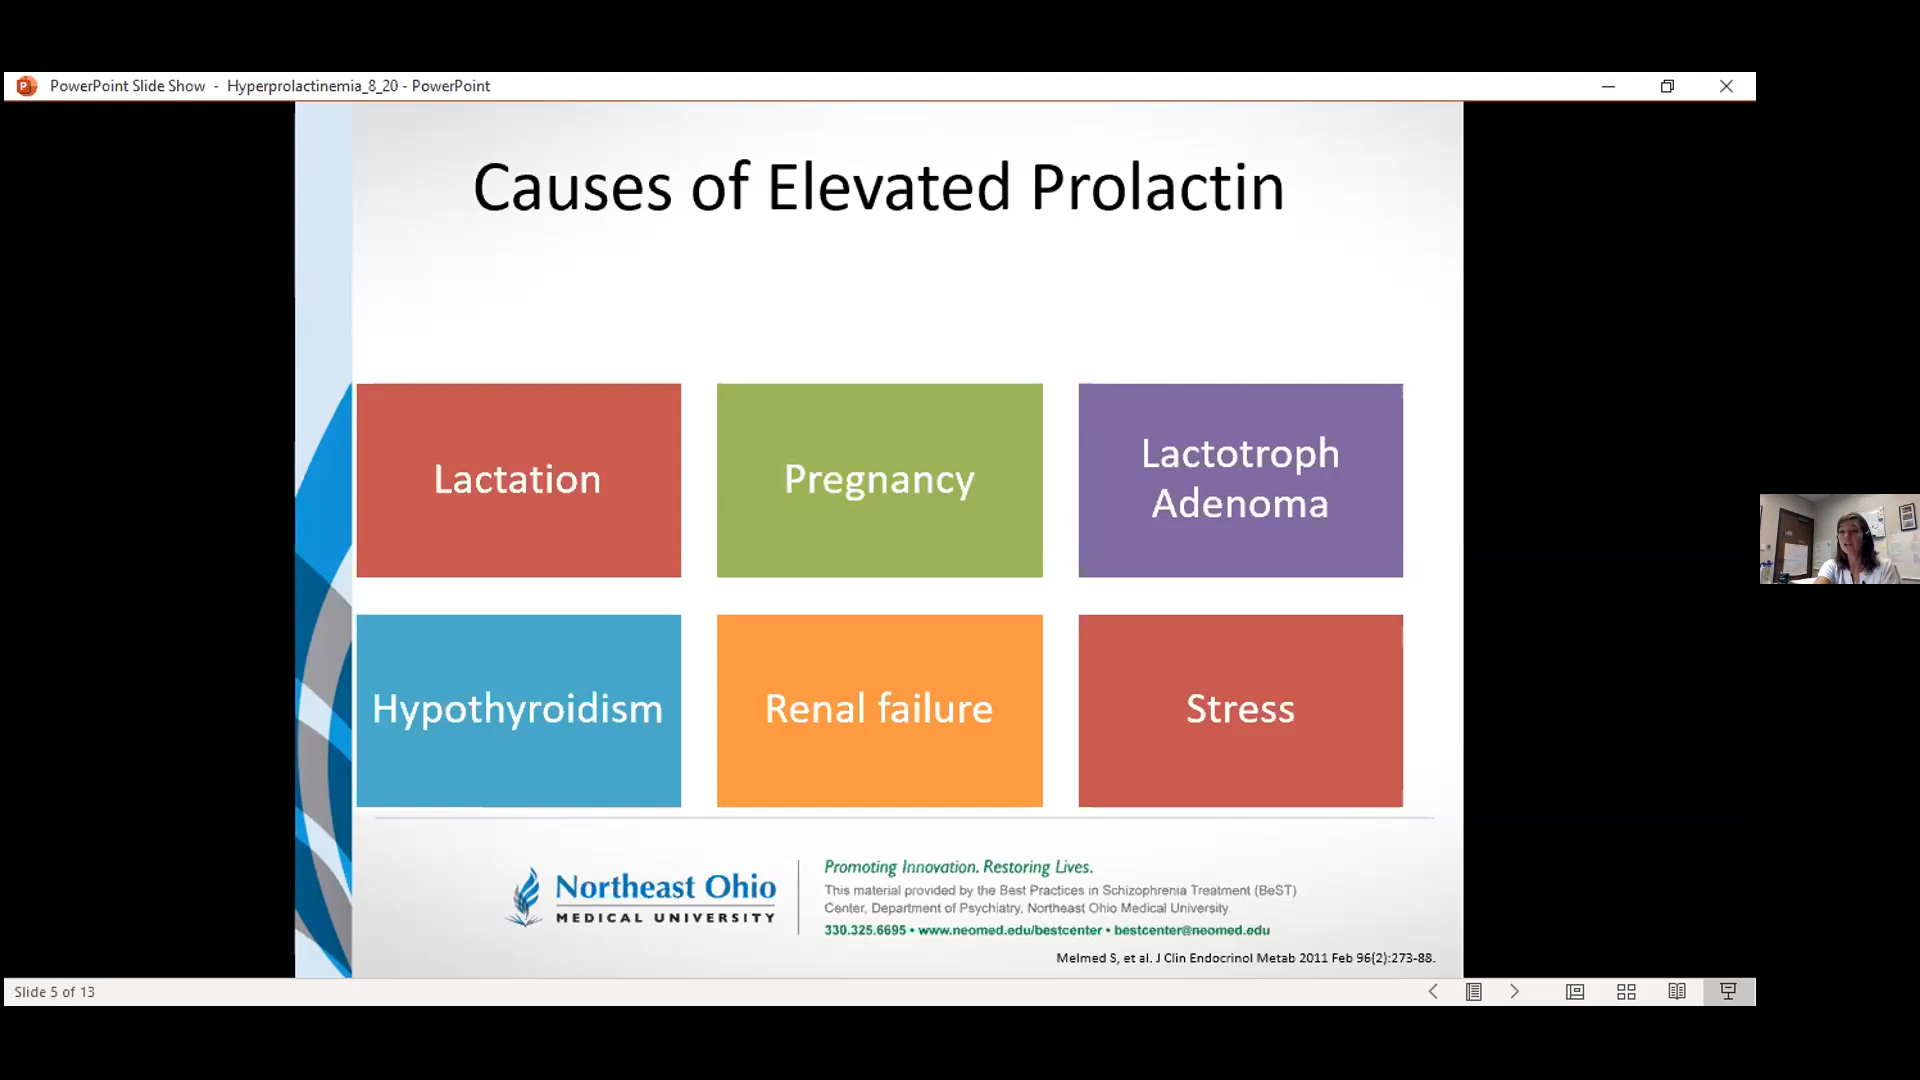 PowerPoint Slide Show - Hyperprolactinemia_8_20 - PowerPoint
Causes of Elevated Prolactin
Lactation
Pregnancy
Lactotroph
Adenoma
Hypothyroidism
Renal failure
Stress
Northeast Ohio
MEDICAL UNIVERSITY
Promoting Innovation. Restoring Lives.
This material provided by the Best Practices in Schizophrenia Treatment (BeST)
Center, Department of Psychiatry, Northeast Ohio Medical University
330.325.6695 • www.neomed.edu/bestcenter • bestcenter@neomed.edu
Melmed S, et al. J Clin Endocrinol Metab 2011 Feb 96(2):273-88.
Slide 5 of 13